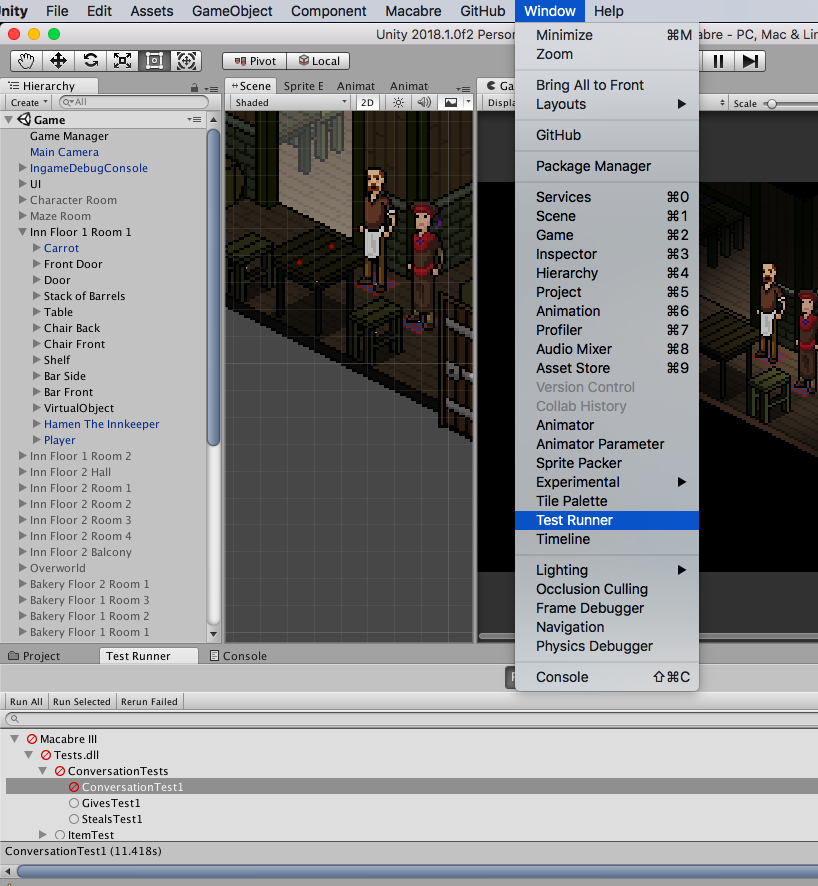 nity File Edit Assets GameObject Component Macabre GitHub Window Help
Unity 2018.1.0f2 Person
abre - PC, Mac & Lin
Pivot Local
Hierarchy
Create All
Game
Game Manager
Main Camera
IngameDebugConsole
UI
Character Room
Maze Room
Inn Floor 1 Room 1
Carrot
Front Door
Door
Stack of Barrels
Table
Chair Back
Chair Front
Shelf
Bar Side
Bar Front
VirtualObject
Hamen The Innkeeper
Player
Inn Floor 1 Room 2
Inn Floor 2 Hall
Inn Floor 2 Room 1
Inn Floor 2 Room 2
Inn Floor 2 Room 3
Inn Floor 2 Room 4
Inn Floor 2 Balcony
Overworld
Bakery Floor 2 Room 1
Bakery Floor 1 Room 3
Bakery Floor 1 Room 2
Bakery Floor 1 Room 1
Scene Sprite E Animat Animat
Shaded 2D
Ga
Displa
Scale
Minimize ⌘M
Zoom
Bring All to Front
Layouts
GitHub
Package Manager
Services ⌘0
Scene ⌘1
Game ⌘2
Inspector ⌘3
Hierarchy ⌘4
Project ⌘5
Animation ⌘6
Profiler ⌘7
Audio Mixer ⌘8
Asset Store ⌘9
Version Control
Collab History
Animator
Animator Parameter
Sprite Packer
Experimental
Tile Palette
Test Runner
Timeline
Lighting
Occlusion Culling
Frame Debugger
Navigation
Physics Debugger
Console ⇧⌘C
Project Test Runner Console
Run All Run Selected Rerun Failed
Macabre III
Tests.dll
ConversationTests
ConversationTest1
GivesTest1
StealsTest1
ItemTest
ConversationTest1 (11.418s)